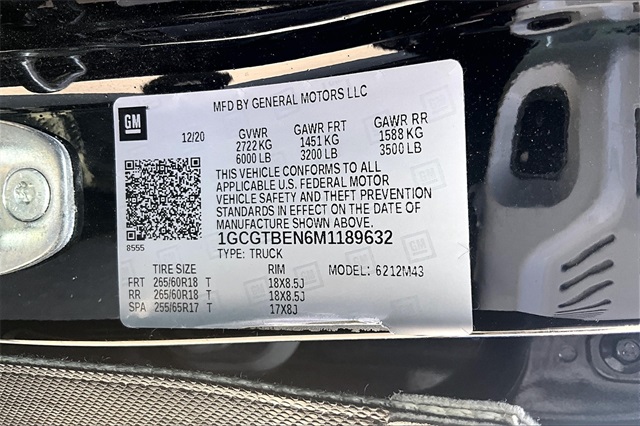 MFD BY GENERAL MOTORS LLC
GM
12/20 GVWR GAWR FRT GAWR RR
2722 KG 1451 KG 1588 KG
6000 LB 3200 LB 3500 LB
THIS VEHICLE CONFORMS TO ALL
APPLICABLE U.S. FEDERAL MOTOR
VEHICLE SAFETY AND THEFT PREVENTION
STANDARDS IN EFFECT ON THE DATE OF
MANUFACTURE SHOWN ABOVE.
8555
1GCGTBEN6M1189632
TYPE: TRUCK
TIRE SIZE RIM MODEL: 6212M43
FRT 265/60R18 T 18X8.5J
RR 265/60R18 T 18X8.5J
SPA 255/65R17 T 17X8J